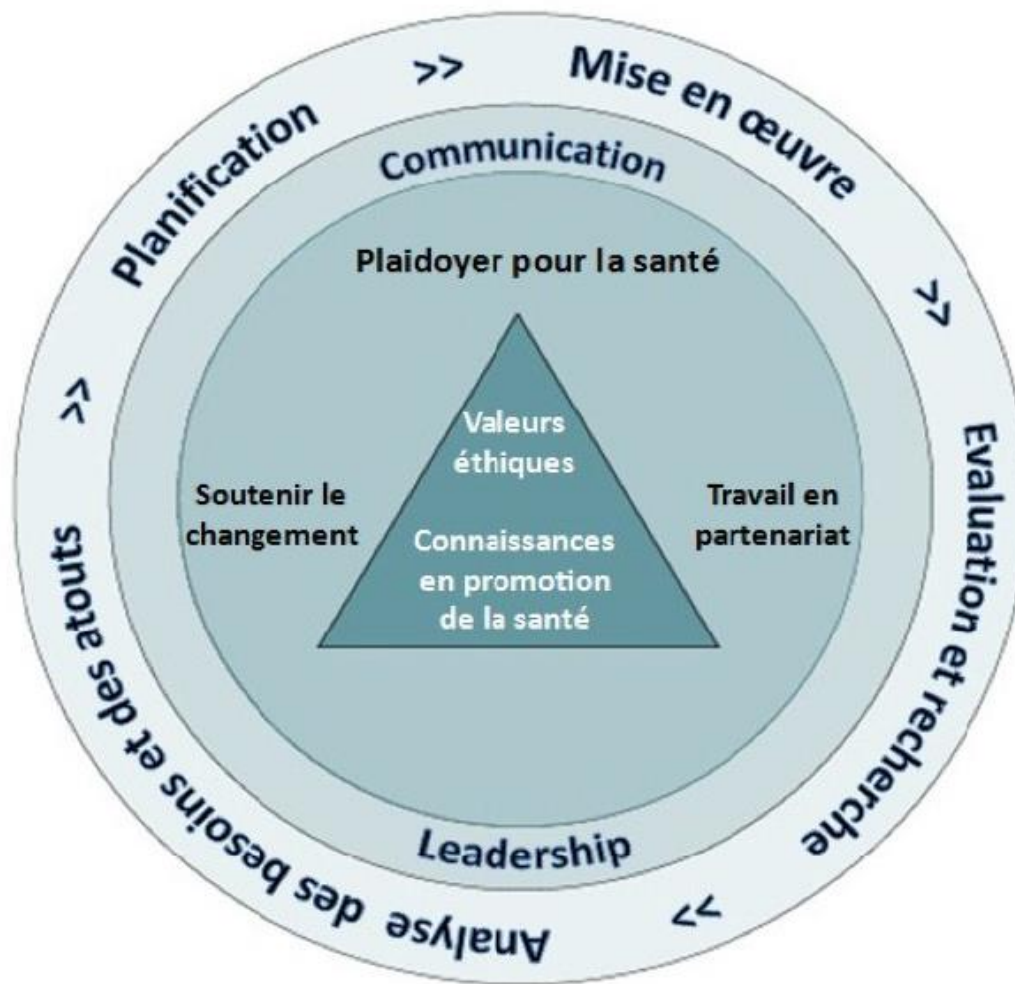 Planification
>>
Mise en œuvre
>>
Evaluation et recherche
>>
Analyse des besoins et des atouts
>>
Communication
Plaidoyer pour la santé
Valeurs
éthiques
Soutenir le
changement
Travail en
partenariat
Connaissances
en promotion
de la santé
Leadership